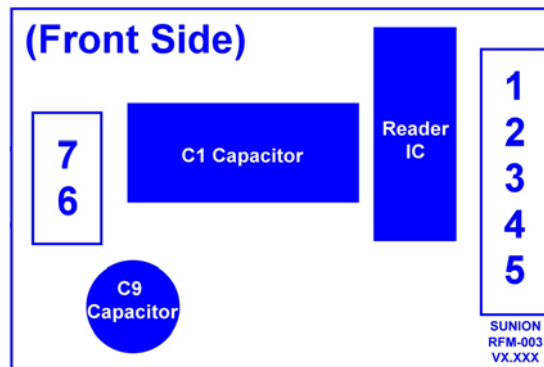 (Front Side)
7
6
C1 Capacitor
Reader
IC
1
2
3
4
5
C9
Capacitor
SUNION
RFM-003
VX.XXX